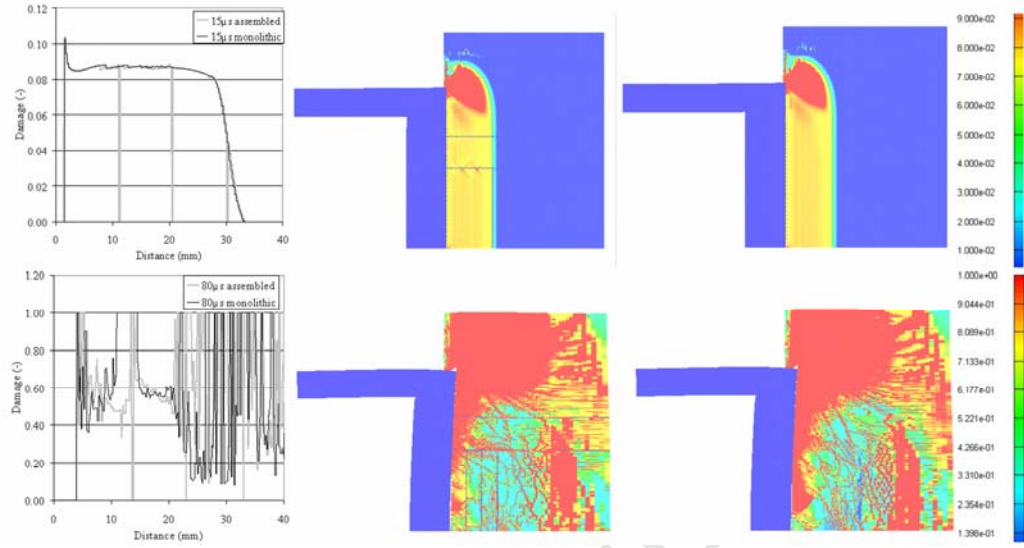 0.12
0.10
0.08
0.06
0.04
0.02
0.00
Damage (-)
15µs assembled
15µs monolithic
0 10 20 30 40
Distance (mm)
9.000e-02
8.000e-02
7.000e-02
6.000e-02
5.000e-02
4.000e-02
3.000e-02
2.000e-02
1.000e-02
1.20
1.00
0.80
0.60
0.40
0.20
0.00
Damage (-)
80µs assembled
80µs monolithic
0 10 20 30 40
Distance (mm)
1.000e+00
9.044e-01
8.089e-01
7.133e-01
6.177e-01
5.221e-01
4.266e-01
3.310e-01
2.354e-01
1.398e-01